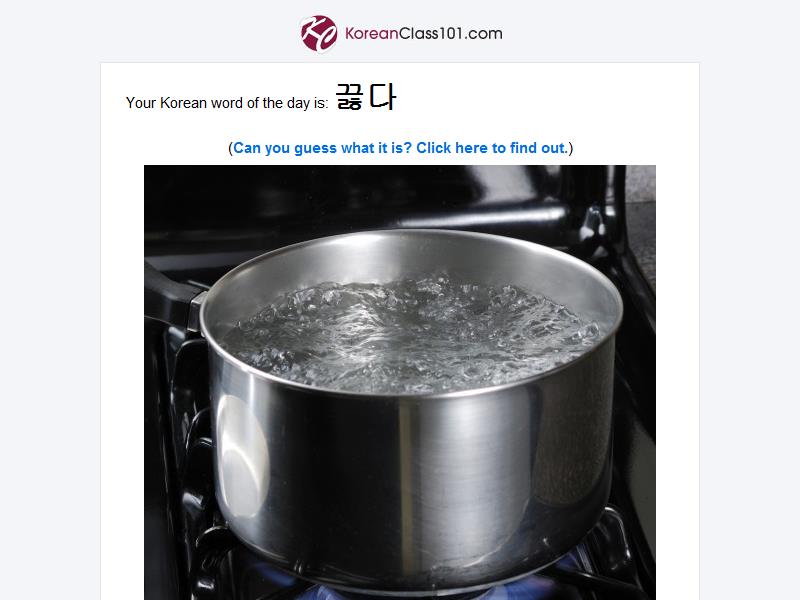 KC KoreanClass101.com
Your Korean word of the day is: 끓다
(Can you guess what it is? Click here to find out.)